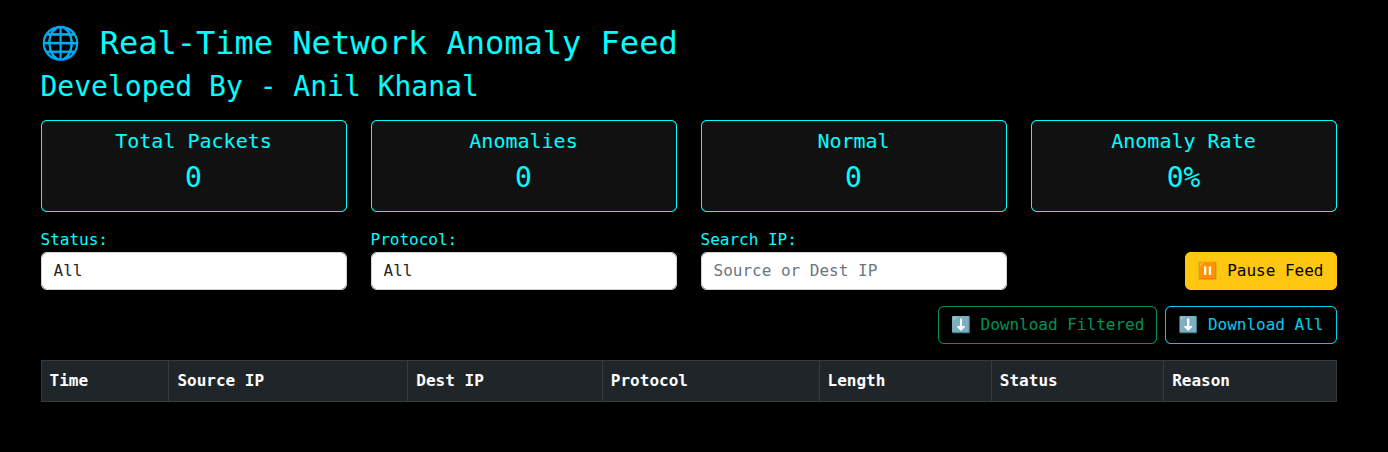 🌐 Real-Time Network Anomaly Feed
Developed By - Anil Khanal
Total Packets Anomalies Normal Anomaly Rate
0 0 0 0%
Status: Protocol: Search IP:
All All Source or Dest IP ⏸️ Pause Feed
⬇️ Download Filtered ⬇️ Download All
Time Source IP Dest IP Protocol Length Status Reason